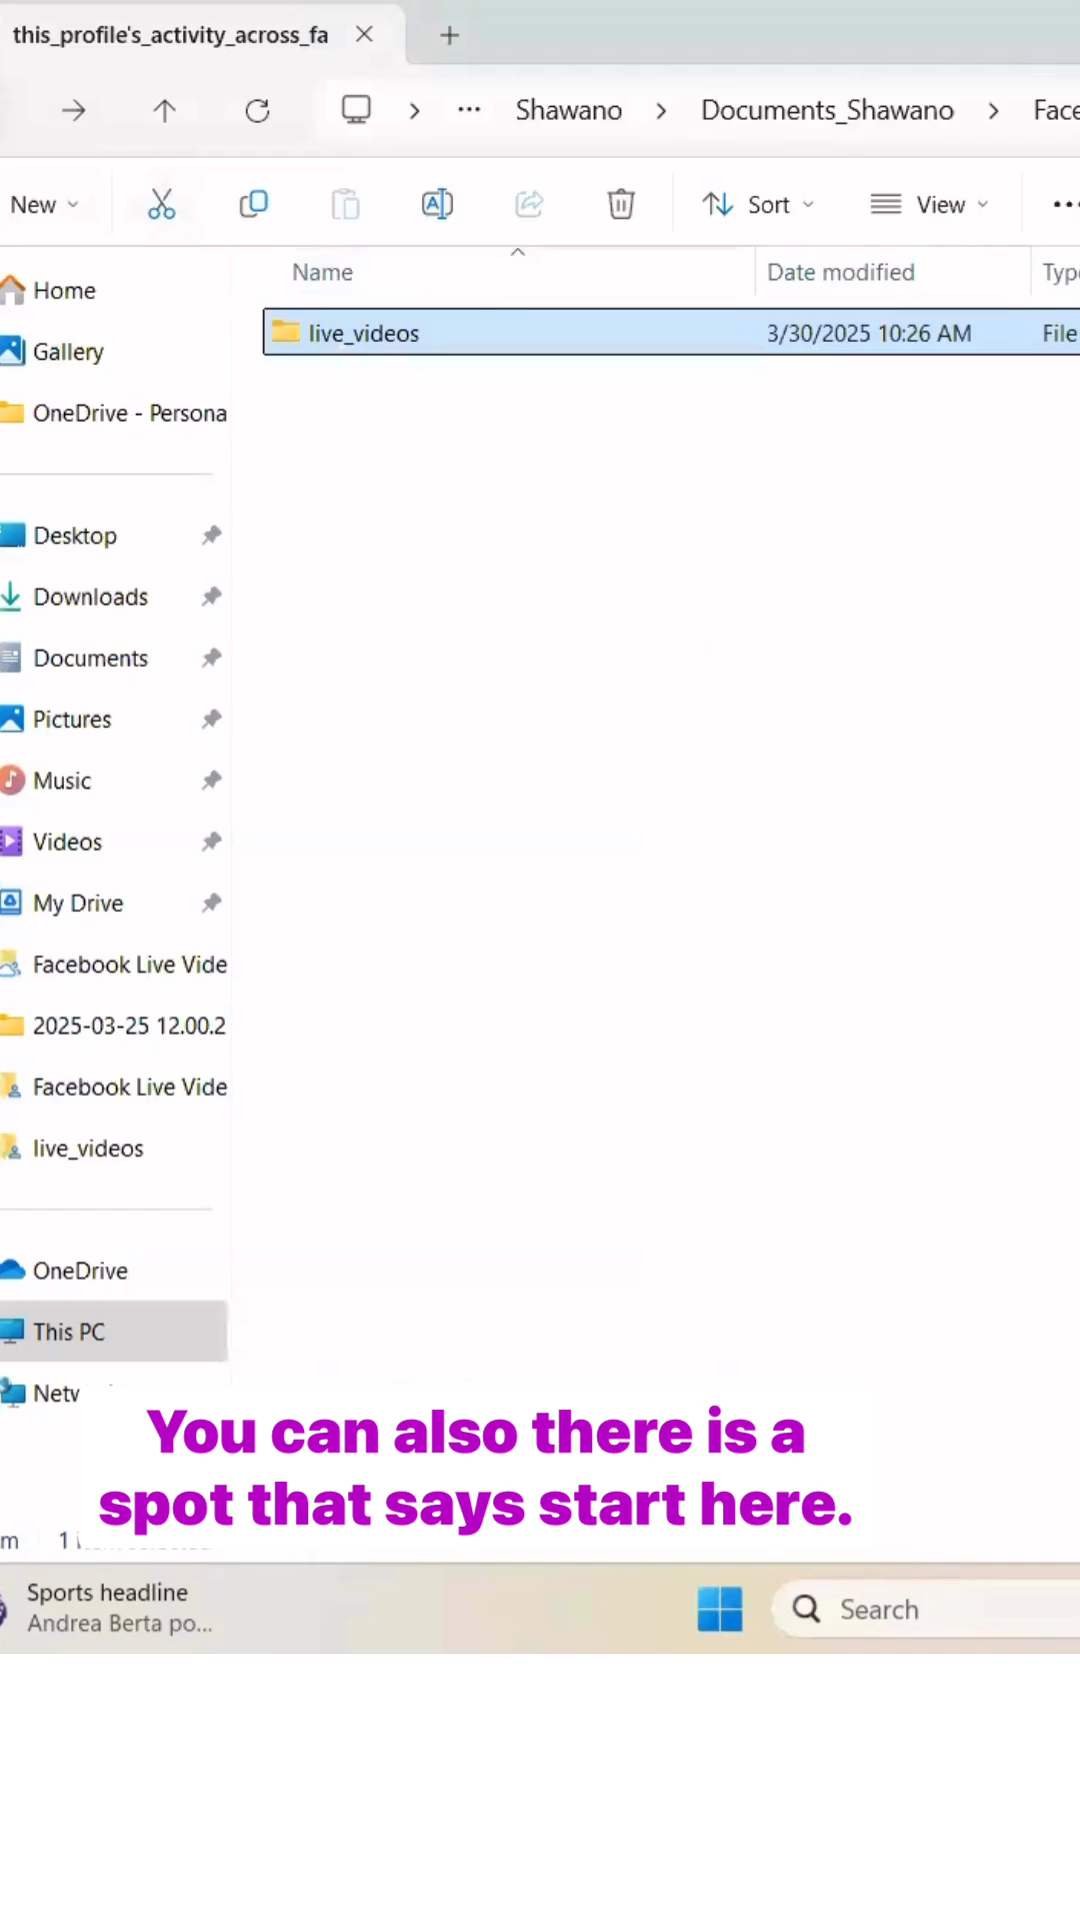 this_profile's_activity_across_fa
Shawano > Documents_Shawano > Face
New
Sort
View
Name
Date modified
Type
live_videos
3/30/2025 10:26 AM
File
Home
Gallery
OneDrive - Persona
Desktop
Downloads
Documents
Pictures
Music
Videos
My Drive
Facebook Live Vide
2025-03-25 12.00.2
Facebook Live Vide
live_videos
OneDrive
This PC
Netv
You can also there is a
spot that says start here.
m
1
Sports headline
Andrea Berta po...
Search